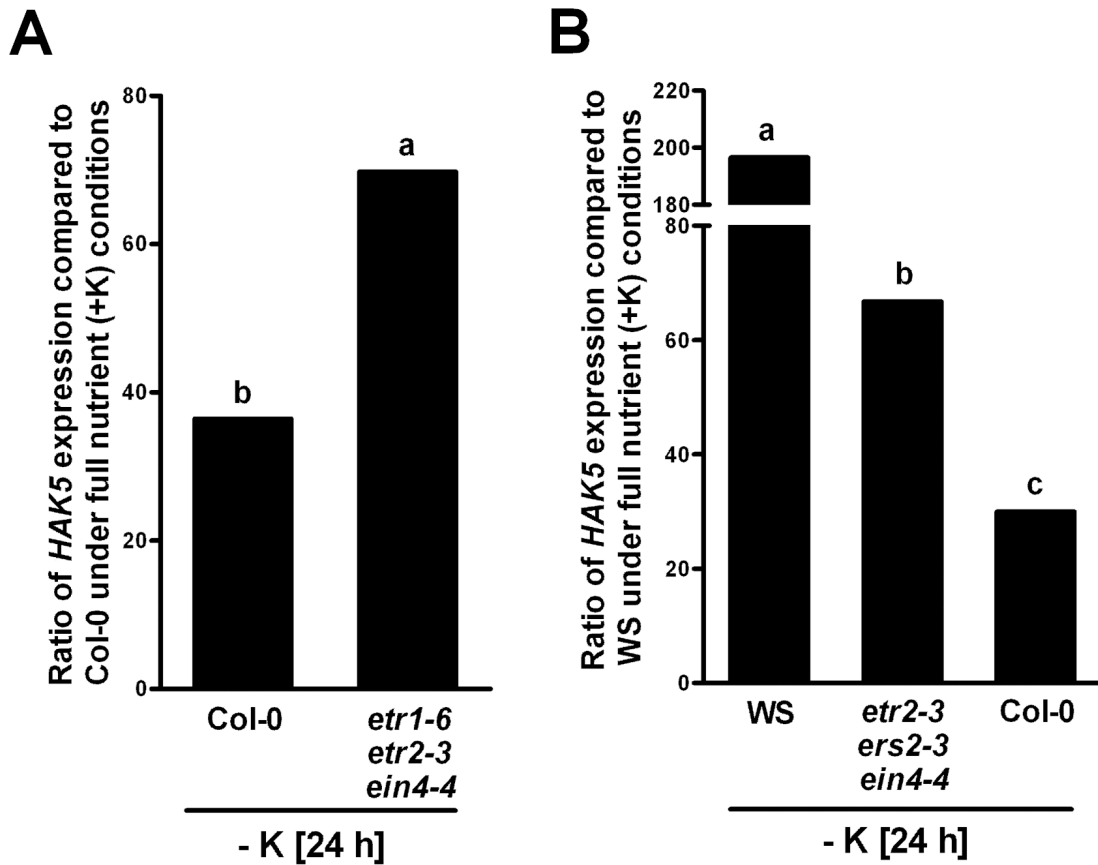 A
Ratio of HAK5 expression compared to
Col-0 under full nutrient (+K) conditions
80
60
40
20
0
b
a
Col-0
etr1-6
etr2-3
ein4-4
- K [24 h]
B
Ratio of HAK5 expression compared to
WS under full nutrient (+K) conditions
220
200
180
80
60
40
20
0
a
b
c
WS
etr2-3
ers2-3
ein4-4
Col-0
- K [24 h]